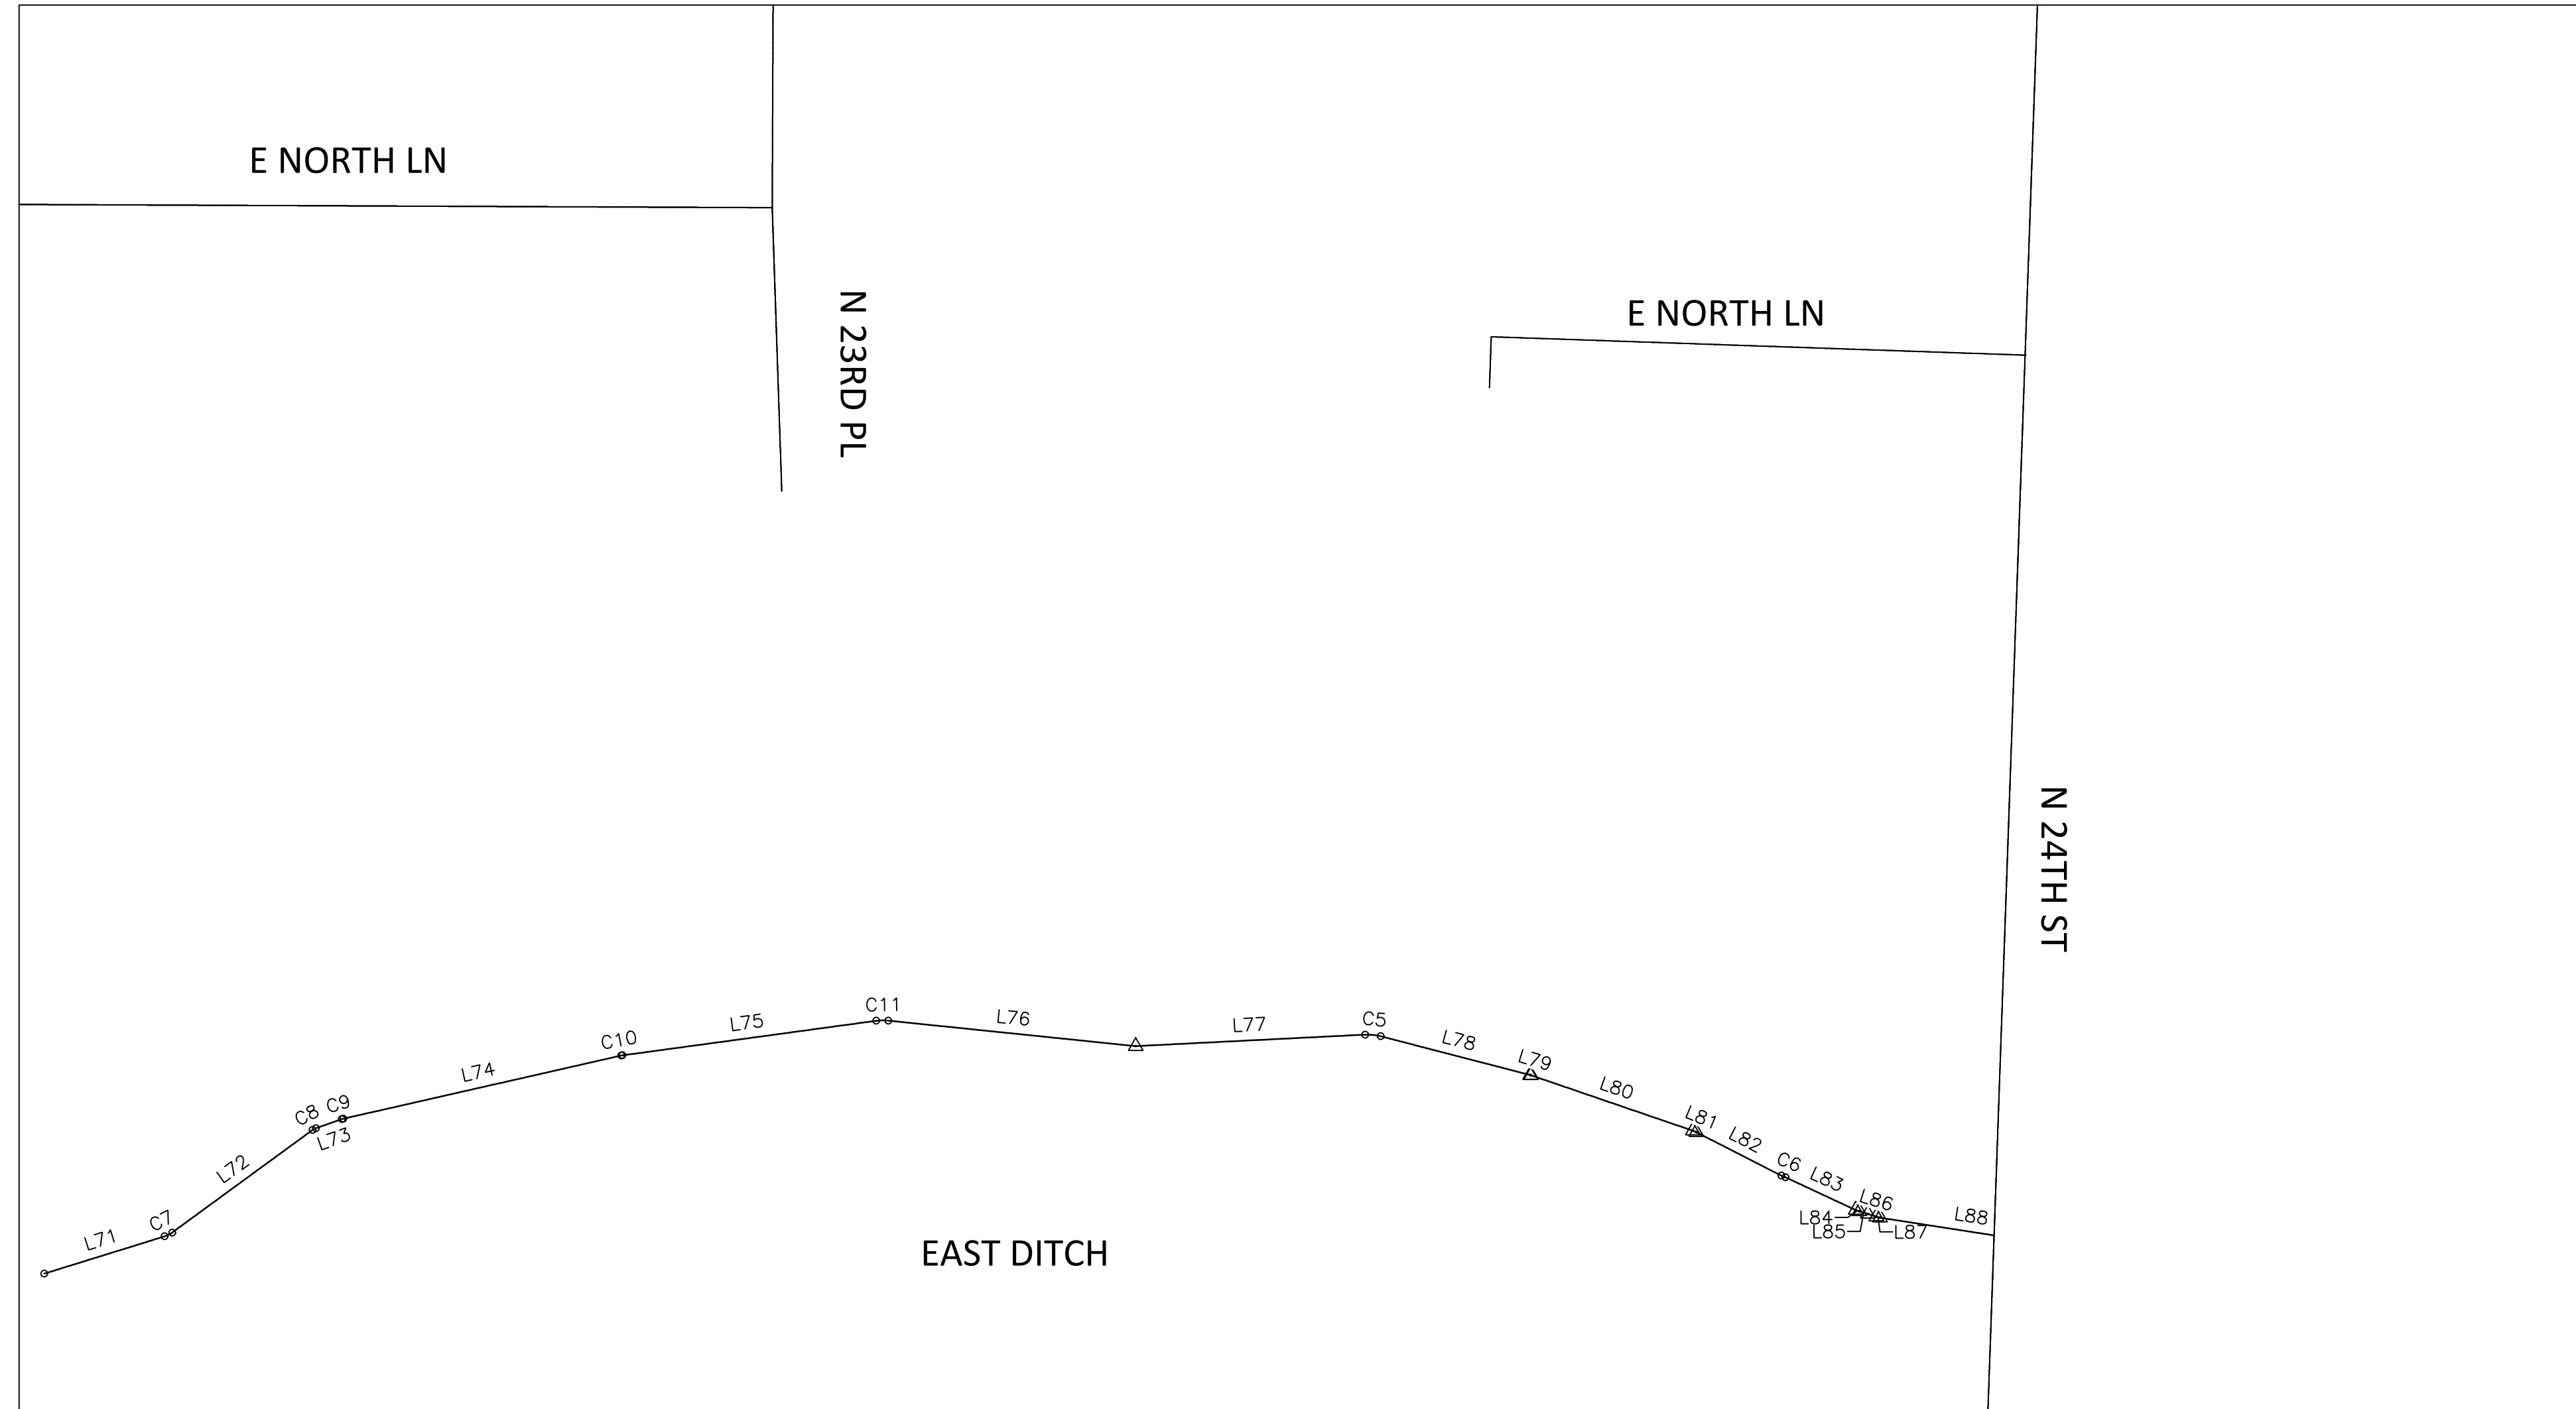 E NORTH LN
N 23RD PL
E NORTH LN
N 24TH ST
L71
C7
L72
C8
L73
C9
L74
C10
L75
C11
L76
L77
C5
L78
L79
L80
L81
L82
C6
L83
L84
L85
L86
L87
L88
EAST DITCH